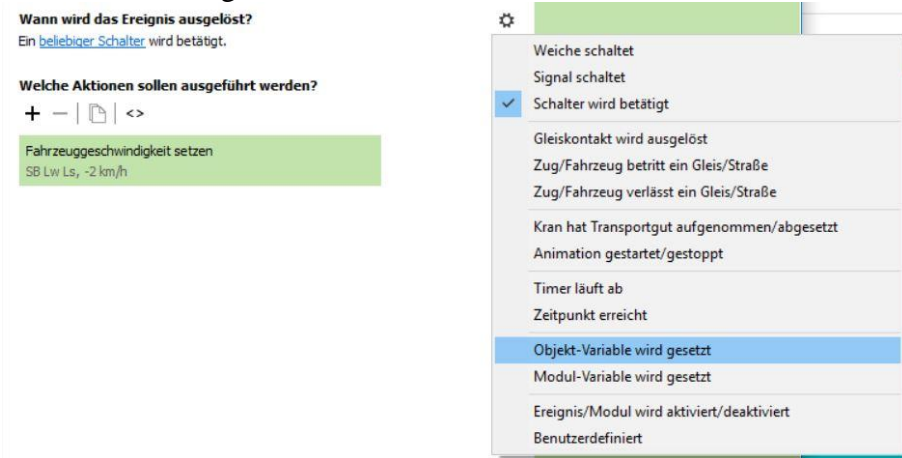 Wann wird das Ereignis ausgelöst?
Ein beliebiger Schalter wird betätigt.
Welche Aktionen sollen ausgeführt werden?
Fahrzeuggeschwindigkeit setzen
SB Lw Ls, -2 km/h
Weiche schaltet
Signal schaltet
Schalter wird betätigt
Gleiskontakt wird ausgelöst
Zug/Fahrzeug betritt ein Gleis/Straße
Zug/Fahrzeug verlässt ein Gleis/Straße
Kran hat Transportgut aufgenommen/abgesetzt
Animation gestartet/gestoppt
Timer läuft ab
Zeitpunkt erreicht
Objekt-Variable wird gesetzt
Modul-Variable wird gesetzt
Ereignis/Modul wird aktiviert/deaktiviert
Benutzerdefiniert